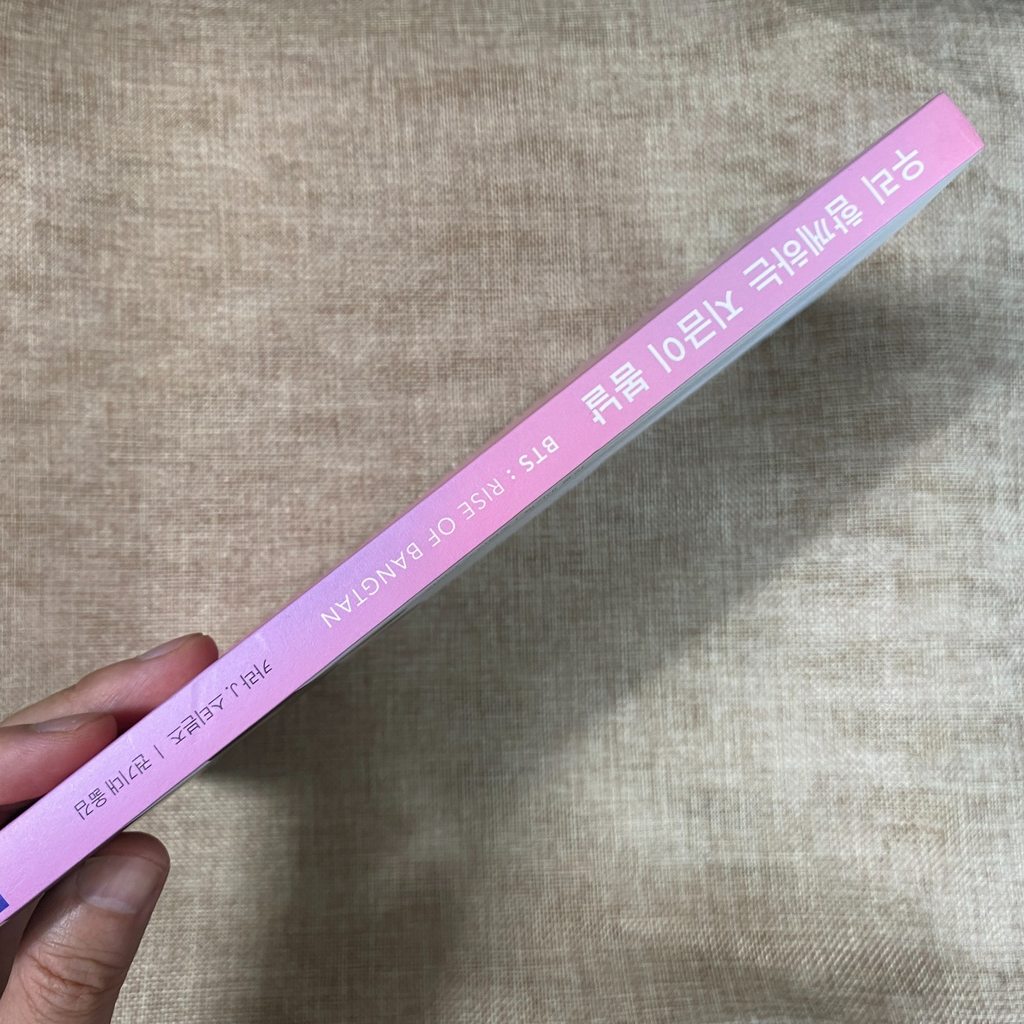 우리 함께하는 지금이 봄날
BTS : RISE OF BANGTAN
카라 J. 스티븐즈 | 권기대 옮김